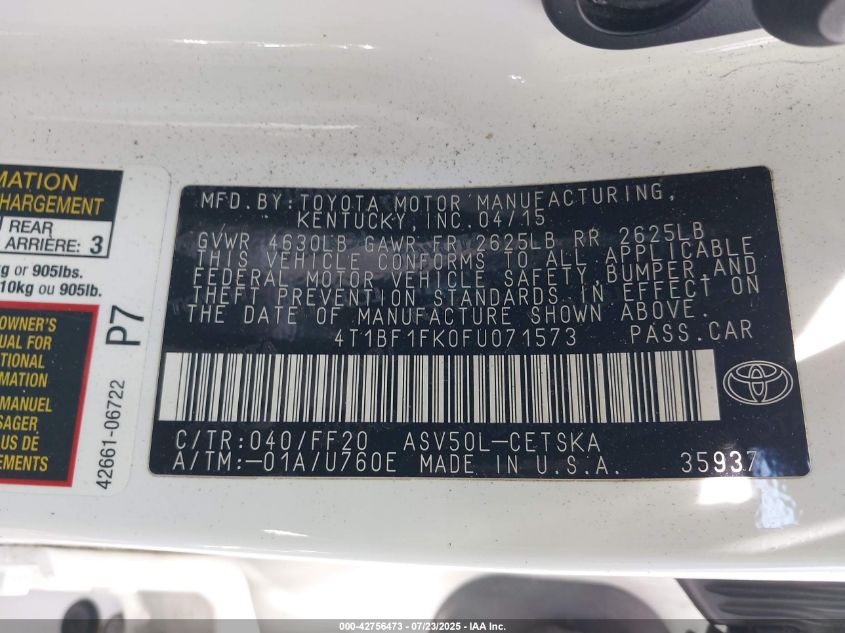 MATION
HARGEMENT
REAR
ARRIÈRE: 3
g or 905lbs.
10kg ou 905lb.
OWNER'S
UAL FOR
TIONAL
RMATION
MANUEL
SAGER
US DE
EMENTS
P7
42661-06722
MFD.BY:TOYOTA MOTOR MANUFACTURING,
KENTUCKY, INC. 04/15
GVWR 4630LB GAWR FR 2625LB RR 2625LB
THIS VEHICLE CONFORMS TO ALL APPLICABLE
FEDERAL MOTOR VEHICLE SAFETY,BUMPER,AND
THEFT PREVENTION STANDARDS IN EFFECT ON
THE DATE OF MANUFACTURE SHOWN ABOVE.
4T1BF1FK0FU071573 PASS.CAR
C/TR:040/FF20 ASV50L-CETSKA
A/TM:-01A/U760E MADE IN U.S.A. 35937
000-42756473 - 07/23/2025 - IAA Inc.